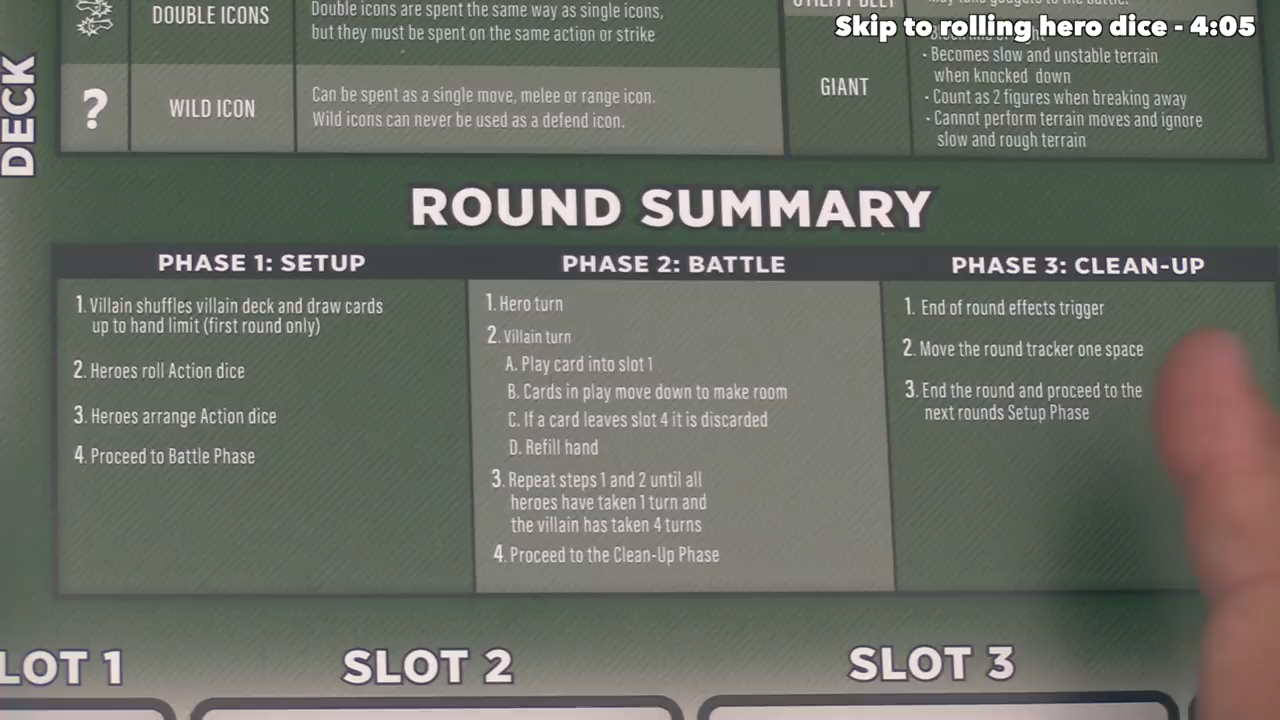 Skip to rolling hero dice - 4:05
DECK
DOUBLE ICONS
Double icons are spent the same way as single icons,
but they must be spent on the same action or strike
?
WILD ICON
Can be spent as a single move, melee or range icon.
Wild icons can never be used as a defend icon.
UTILITY BELT
GIANT
- Becomes slow and unstable terrain
when knocked down
- Count as 2 figures when breaking away
- Cannot perform terrain moves and ignore
slow and rough terrain
ROUND SUMMARY
PHASE 1: SETUP
1. Villain shuffles villain deck and draw cards
up to hand limit (first round only)
2. Heroes roll Action dice
3. Heroes arrange Action dice
4. Proceed to Battle Phase
PHASE 2: BATTLE
1. Hero turn
2. Villain turn
A. Play card into slot 1
B. Cards in play move down to make room
C. If a card leaves slot 4 it is discarded
D. Refill hand
3. Repeat steps 1 and 2 until all
heroes have taken 1 turn and
the villain has taken 4 turns
4. Proceed to the Clean-Up Phase
PHASE 3: CLEAN-UP
1. End of round effects trigger
2. Move the round tracker one space
3. End the round and proceed to the
next rounds Setup Phase
LOT 1
SLOT 2
SLOT 3